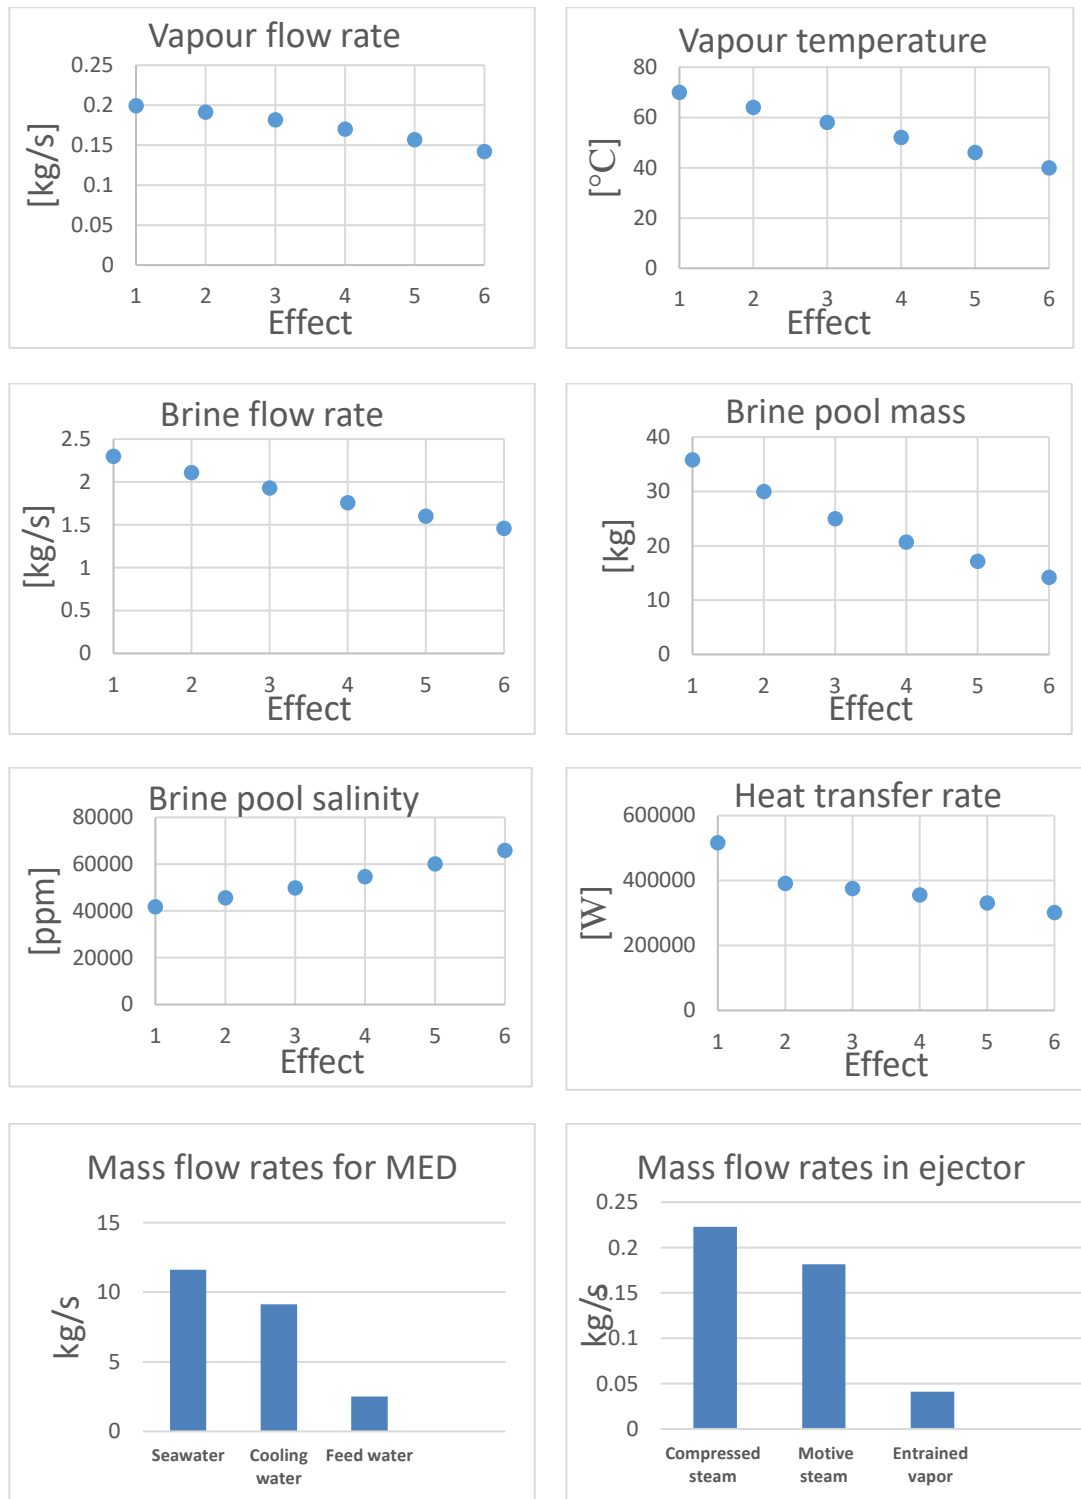 Vapour flow rate
[kg/s]
0.25
0.2
0.15
0.1
0.05
0
1 2 3 4 5 6
Effect
Vapour temperature
[°C]
80
60
40
20
0
1 2 3 4 5 6
Effect
Brine flow rate
[kg/s]
2.5
2
1.5
1
0.5
0
1 2 3 4 5 6
Effect
Brine pool mass
[kg]
40
30
20
10
0
1 2 3 4 5 6
Effect
Brine pool salinity
[ppm]
80000
60000
40000
20000
0
1 2 3 4 5 6
Effect
Heat transfer rate
[W]
600000
400000
200000
0
1 2 3 4 5 6
Effect
Mass flow rates for MED
kg/s
15
10
5
0
Seawater Cooling Feed water
water
Mass flow rates in ejector
kg/s
0.25
0.2
0.15
0.1
0.05
0
Compressed Motive Entrained
steam steam vapor